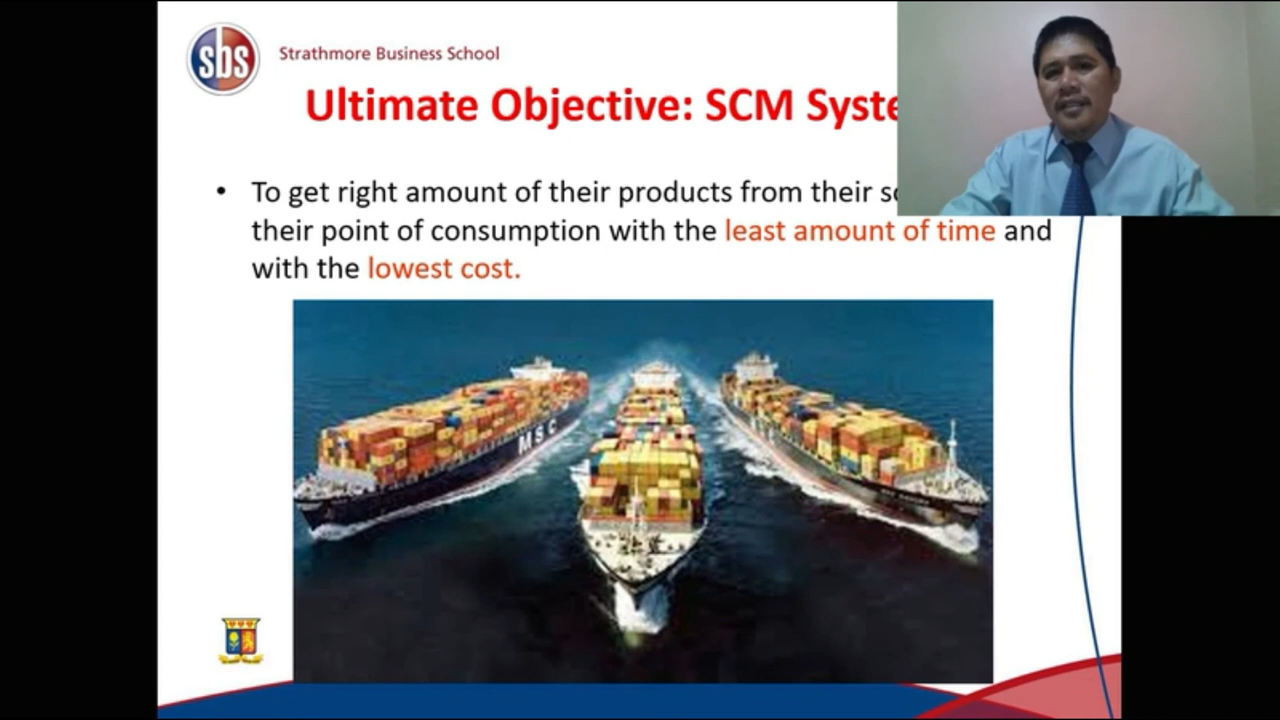 sbs
Strathmore Business School
Ultimate Objective: SCM Syste
To get right amount of their products from their
their point of consumption with the least amount of time and
with the lowest cost.
MSC